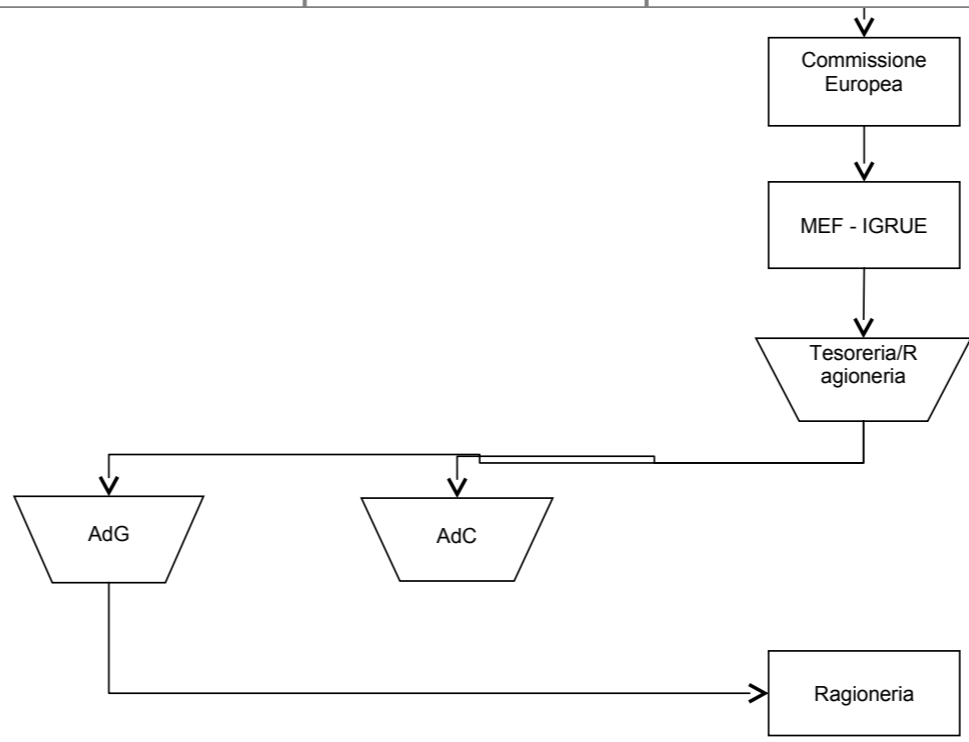 Commissione
Europea
MEF - IGRUE
Tesoreria/R
agioneria
AdG
AdC
Ragioneria